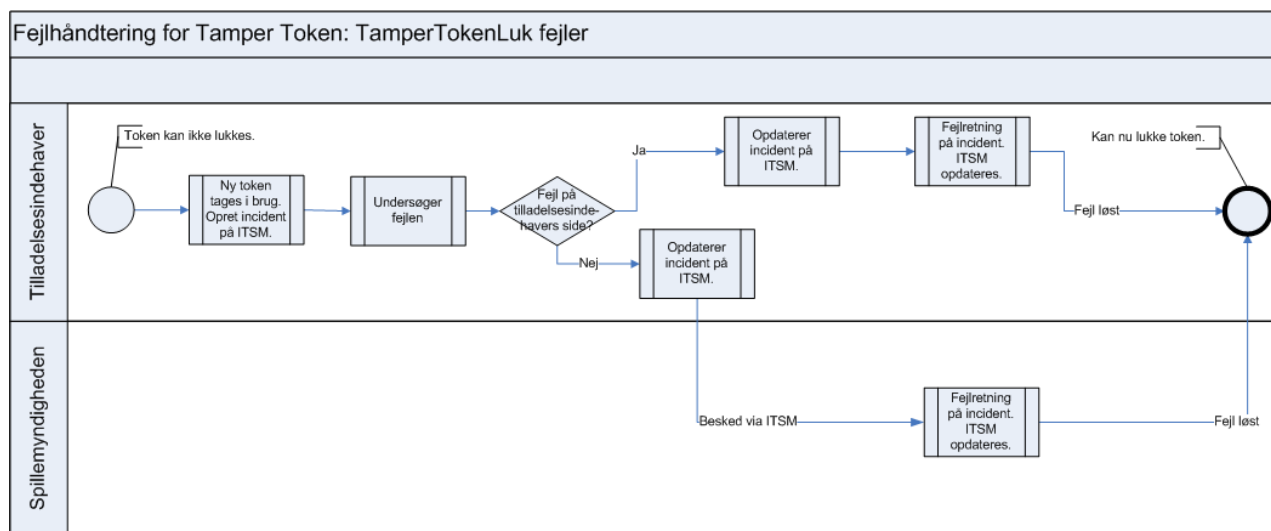 Fejlhåndtering for Tamper Token: TamperTokenLuk fejler
Tilladelsesindehaver
Token kan ikke lukkes.
Ny token
tages i brug.
Opret incident
på ITSM.
Undersøger
fejlen
Fejl på
tilladelsesinde-
havers side?
Ja
Opdaterer
incident på
ITSM.
Fejlretning
på incident.
ITSM
opdateres.
Fejl løst
Kan nu lukke token.
Nej
Opdaterer
incident på
ITSM.
Spillemyndigheden
Besked via ITSM
Fejlretning
på incident.
ITSM
opdateres.
Fejl løst